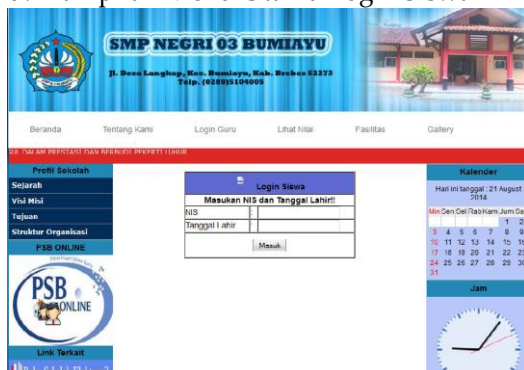 SMP NEGRI 03 BUMIAYU
Jl. Desa Langkap, Kec. Bumiayu, Kab. Brebes 52273
Telp. (0289)5104005
Beranda Tentang Kami Login Guru Lihat Nilai Fasilitas Gallery
DALAM PRESTASI DAN BERBUDI PEKERTI LUHUR
Profil Sekolah
Sejarah
Visi Misi
Tujuan
Struktur Organisasi
PSB ONLINE
PSB
ONLINE
Link Terkait
Login Siswa
Masukan NIS dan Tanggal Lahir!!
NIS :
Tanggal Lahir :
Masuk
Kalender
Hari ini tanggal : 21 August
2014
Min Sen Sel Rab Kam Jum Sa
1 2
3 4 5 6 7 8 9
10 11 12 13 14 15 16
17 18 19 20 21 22 23
24 25 26 27 28 29 30
31
Jam